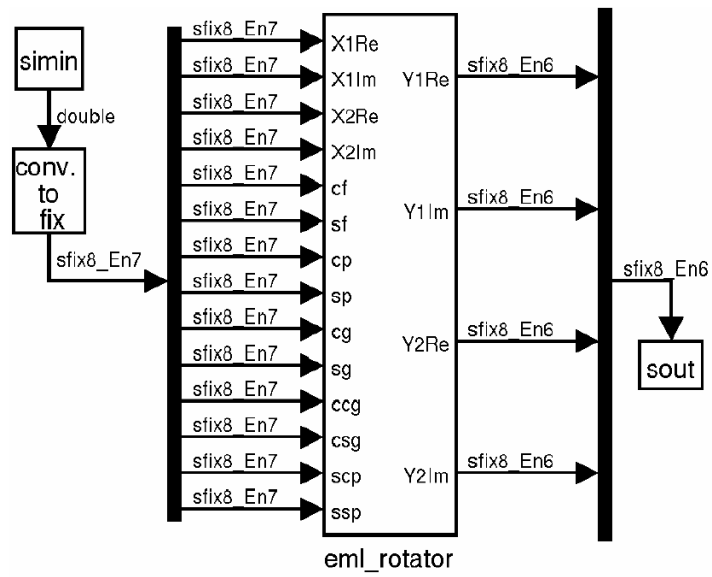 simin
double
conv.
to
fix
sfix8_En7
sfix8_En7
X1Re
sfix8_En7
X1Im
sfix8_En7
X2Re
sfix8_En7
X2Im
sfix8_En7
cf
sfix8_En7
sf
sfix8_En7
cp
sfix8_En7
sp
sfix8_En7
cg
sfix8_En7
sg
sfix8_En7
ccg
sfix8_En7
csg
sfix8_En7
scp
sfix8_En7
ssp
Y1Re
sfix8_En6
Y1Im
sfix8_En6
Y2Re
sfix8_En6
Y2Im
sfix8_En6
eml_rotator
sfix8_En6
sout